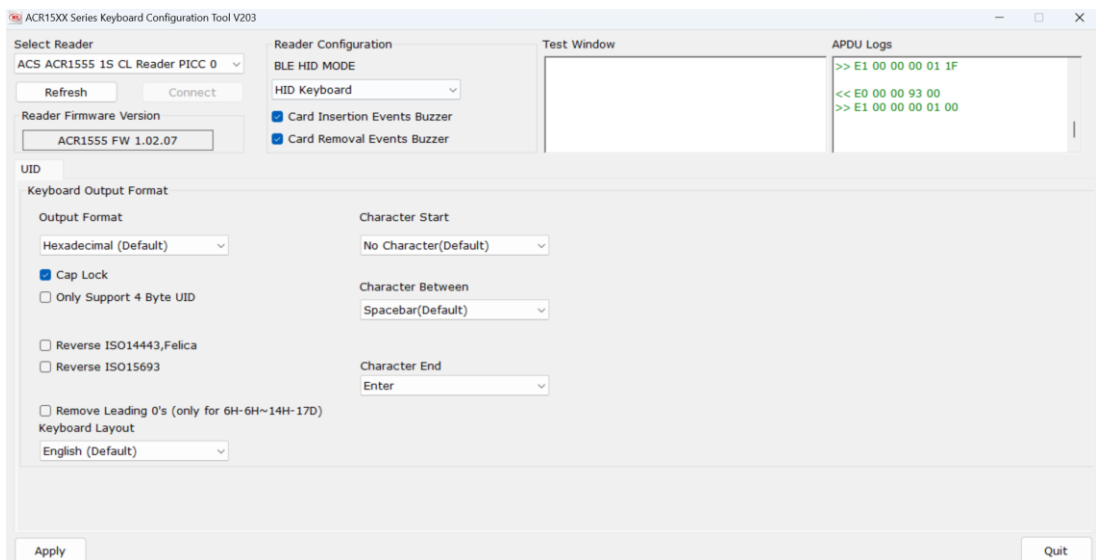 ACR15XX Series Keyboard Configuration Tool V203
Select Reader
ACS ACR1555 1S CL Reader PICC 0
Refresh
Connect
Reader Firmware Version
ACR1555 FW 1.02.07
Reader Configuration
BLE HID MODE
HID Keyboard
Card Insertion Events Buzzer
Card Removal Events Buzzer
Test Window
APDU Logs
>> E1 00 00 00 01 1F
<< E0 00 00 93 00
>> E1 00 00 00 01 00
UID
Keyboard Output Format
Output Format
Hexadecimal (Default)
Cap Lock
Only Support 4 Byte UID
Reverse ISO14443,Felica
Reverse ISO15693
Remove Leading 0's (only for 6H-6H~14H-17D)
Keyboard Layout
English (Default)
Character Start
No Character(Default)
Character Between
Spacebar(Default)
Character End
Enter
Apply
Quit